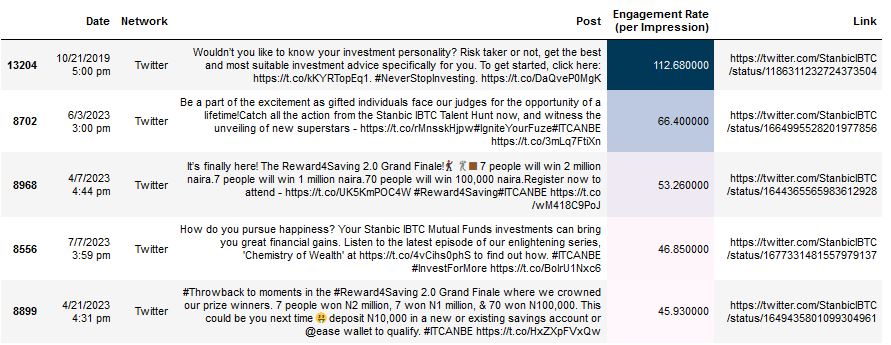 Date Network Post Engagement Rate (per Impression) Link
13204 10/21/2019 5:00 pm Twitter
Wouldn't you like to know your investment personality? Risk taker or not, get the best
and most suitable investment advice specifically for you. To get started, click here:
https://t.co/kKYRTopEq1. #NeverStopInvesting. https://t.co/DaQveP0MgK
112.680000
https://twitter.com/StanbicIBTC
/status/1186311232724373504
8702 6/3/2023 3:00 pm Twitter
Be a part of the excitement as gifted individuals face our judges for the opportunity of a
lifetime!Catch all the action from the Stanbic IBTC Talent Hunt now, and witness the
unveiling of new superstars - https://t.co/rMnsskHjpw#IgniteYourFuze#ITCANBE
https://t.co/3mLq7FtiXn
66.400000
https://twitter.com/StanbicIBTC
/status/1664995528201977856
8968 4/7/2023 4:44 pm Twitter
It's finally here! The Reward4Saving 2.0 Grand Finale! 7 people will win 2 million
naira.7 people will win 1 million naira.70 people will win 100,000 naira.Register now to
attend - https://t.co/UK5KmPOC4W #Reward4Saving#ITCANBE https://t.co
/wM418C9PoJ
53.260000
https://twitter.com/StanbicIBTC
/status/1644365565983612928
8556 7/7/2023 3:59 pm Twitter
How do you pursue happiness? Your Stanbic IBTC Mutual Funds investments can bring
you great financial gains. Listen to the latest episode of our enlightening series,
'Chemistry of Wealth' at https://t.co/4vCihs0phS to find out how. #ITCANBE
#InvestForMore https://t.co/BolrU1Nxc6
46.850000
https://twitter.com/StanbicIBTC
/status/1677331481557979137
8899 4/21/2023 4:31 pm Twitter
#Throwback to moments in the #Reward4Saving 2.0 Grand Finale where we crowned
our prize winners. 7 people won N2 million, 7 won N1 million, & 70 won N100,000. This
could be you next time 🤗 deposit N10,000 in a new or existing savings account or
@ease wallet to qualify. #ITCANBE https://t.co/HxZXpFVxQw
45.930000
https://twitter.com/StanbicIBTC
/status/1649435801099304961